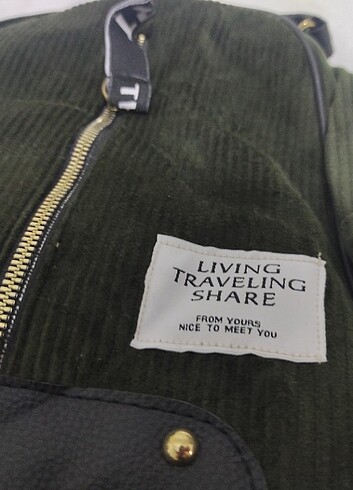 LIVING
TRAVELING
SHARE
FROM YOURS
NICE TO MEET YOU